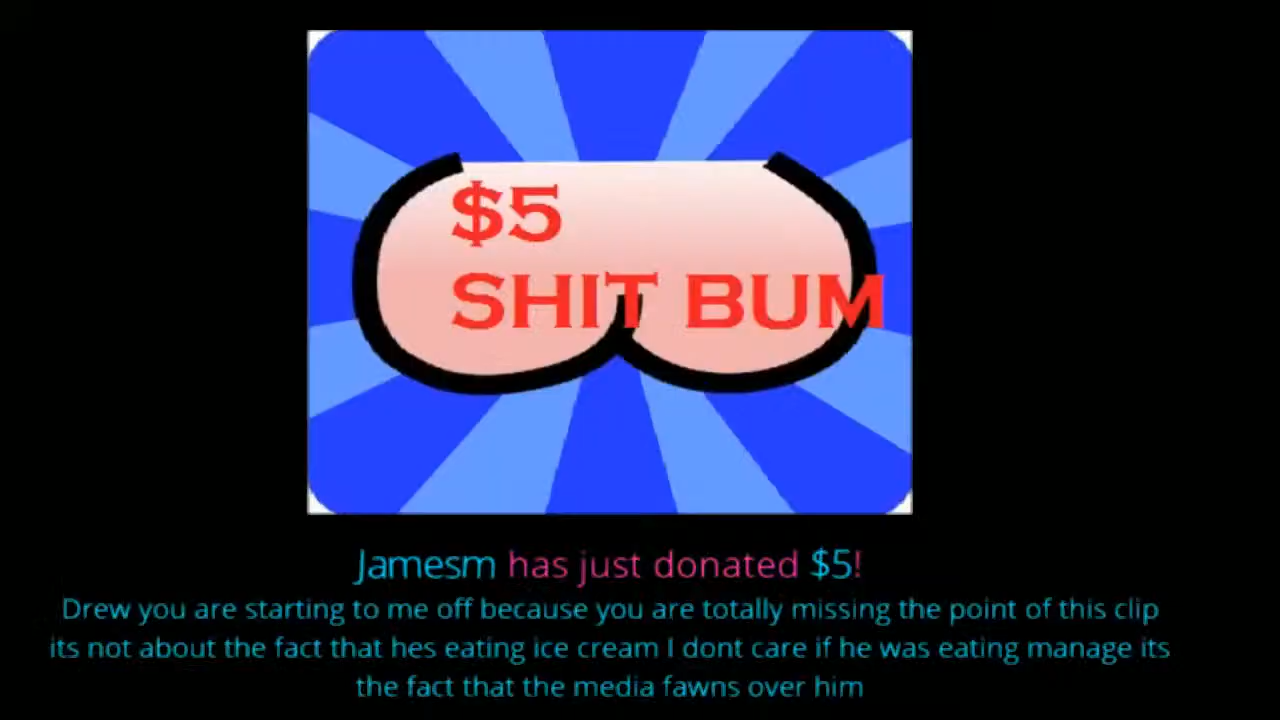 $5
SHIT BUM
Jamesm has just donated $5!
Drew you are starting to me off because you are totally missing the point of this clip
its not about the fact that hes eating ice cream I dont care if he was eating manage its
the fact that the media fawns over him